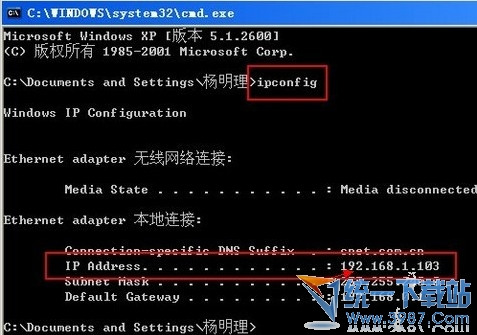 C:\WINDOWS\system32\cmd.exe
Microsoft Windows XP [版本 5.1.2600]
(C) 版权所有 1985-2001 Microsoft Corp.
C:\Documents and Settings\杨明理>ipconfig
Windows IP Configuration
Ethernet adapter 无线网络连接:
Media State . . . . . . . . . . . : Media disconnected
Ethernet adapter 本地连接:
Connection-specific DNS Suffix . : cnet.com.cn
IP Address. . . . . . . . . . . . : 192.168.1.103
Subnet Mask . . . . . . . . . . . :
Default Gateway . . . . . . . . . :
统一下载站
www.3987.com
C:\Documents and Settings\杨明理>